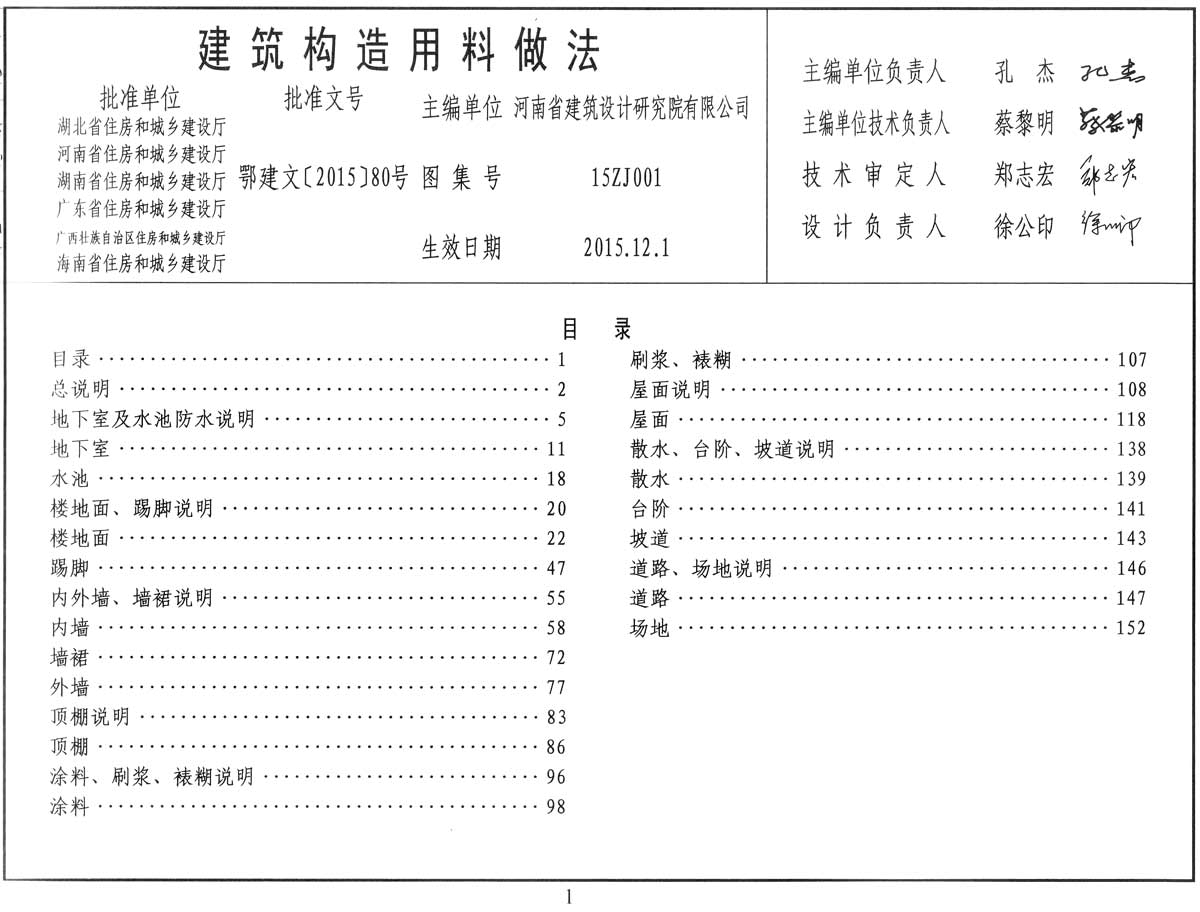 建筑构造用料做法
批准单位
湖北省住房和城乡建设厅
河南省住房和城乡建设厅
湖南省住房和城乡建设厅
广东省住房和城乡建设厅
广西壮族自治区住房和城乡建设厅
海南省住房和城乡建设厅
批准文号
鄂建文〔2015〕80号
主编单位 河南省建筑设计研究院有限公司
图集号 15ZJ001
生效日期 2015.12.1
主编单位负责人 孔杰 孔杰
主编单位技术负责人 蔡黎明 蔡黎明
技术审定人 郑志宏 郑志宏
设计负责人 徐公印 徐公印
目 录
目录 1
总说明 2
地下室及水池防水说明 5
地下室 11
水池 18
楼地面、踢脚说明 20
楼地面 22
踢脚 47
内外墙、墙裙说明 55
内墙 58
墙裙 72
外墙 77
顶棚说明 83
顶棚 86
涂料、刷浆、裱糊说明 96
涂料 98
刷浆、裱糊 107
屋面说明 108
屋面 118
散水、台阶、坡道说明 138
散水 139
台阶 141
坡道 143
道路、场地说明 146
道路 147
场地 152
1